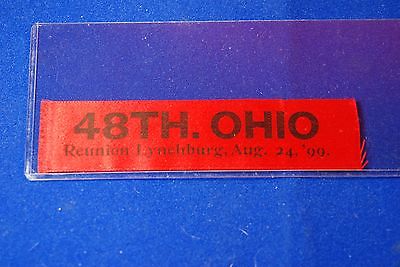 48TH. OHIO
Reunion Lynchburg, Aug. 24, '99.